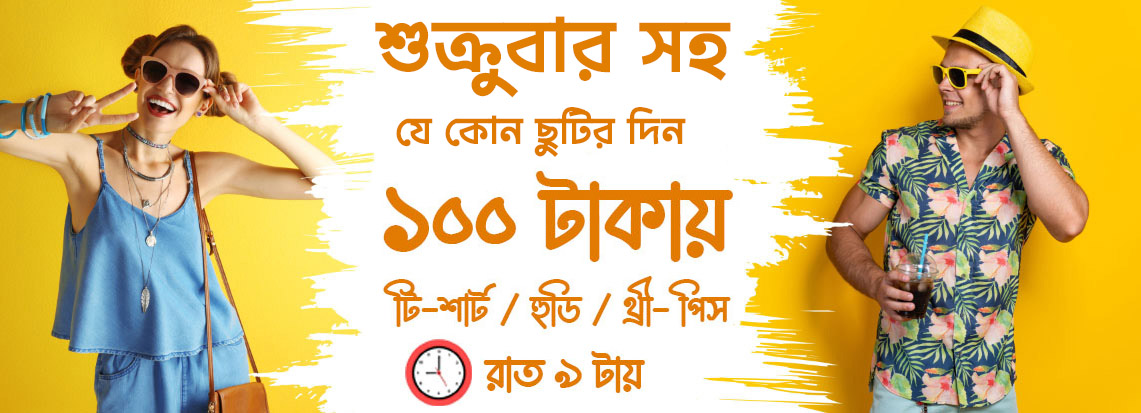 শুক্রুবার সহ
যে কোন ছুটির দিন
১০০ টাকায়
টি-শার্ট / হুডি / থ্রী- পিস
রাত ৯ টায়